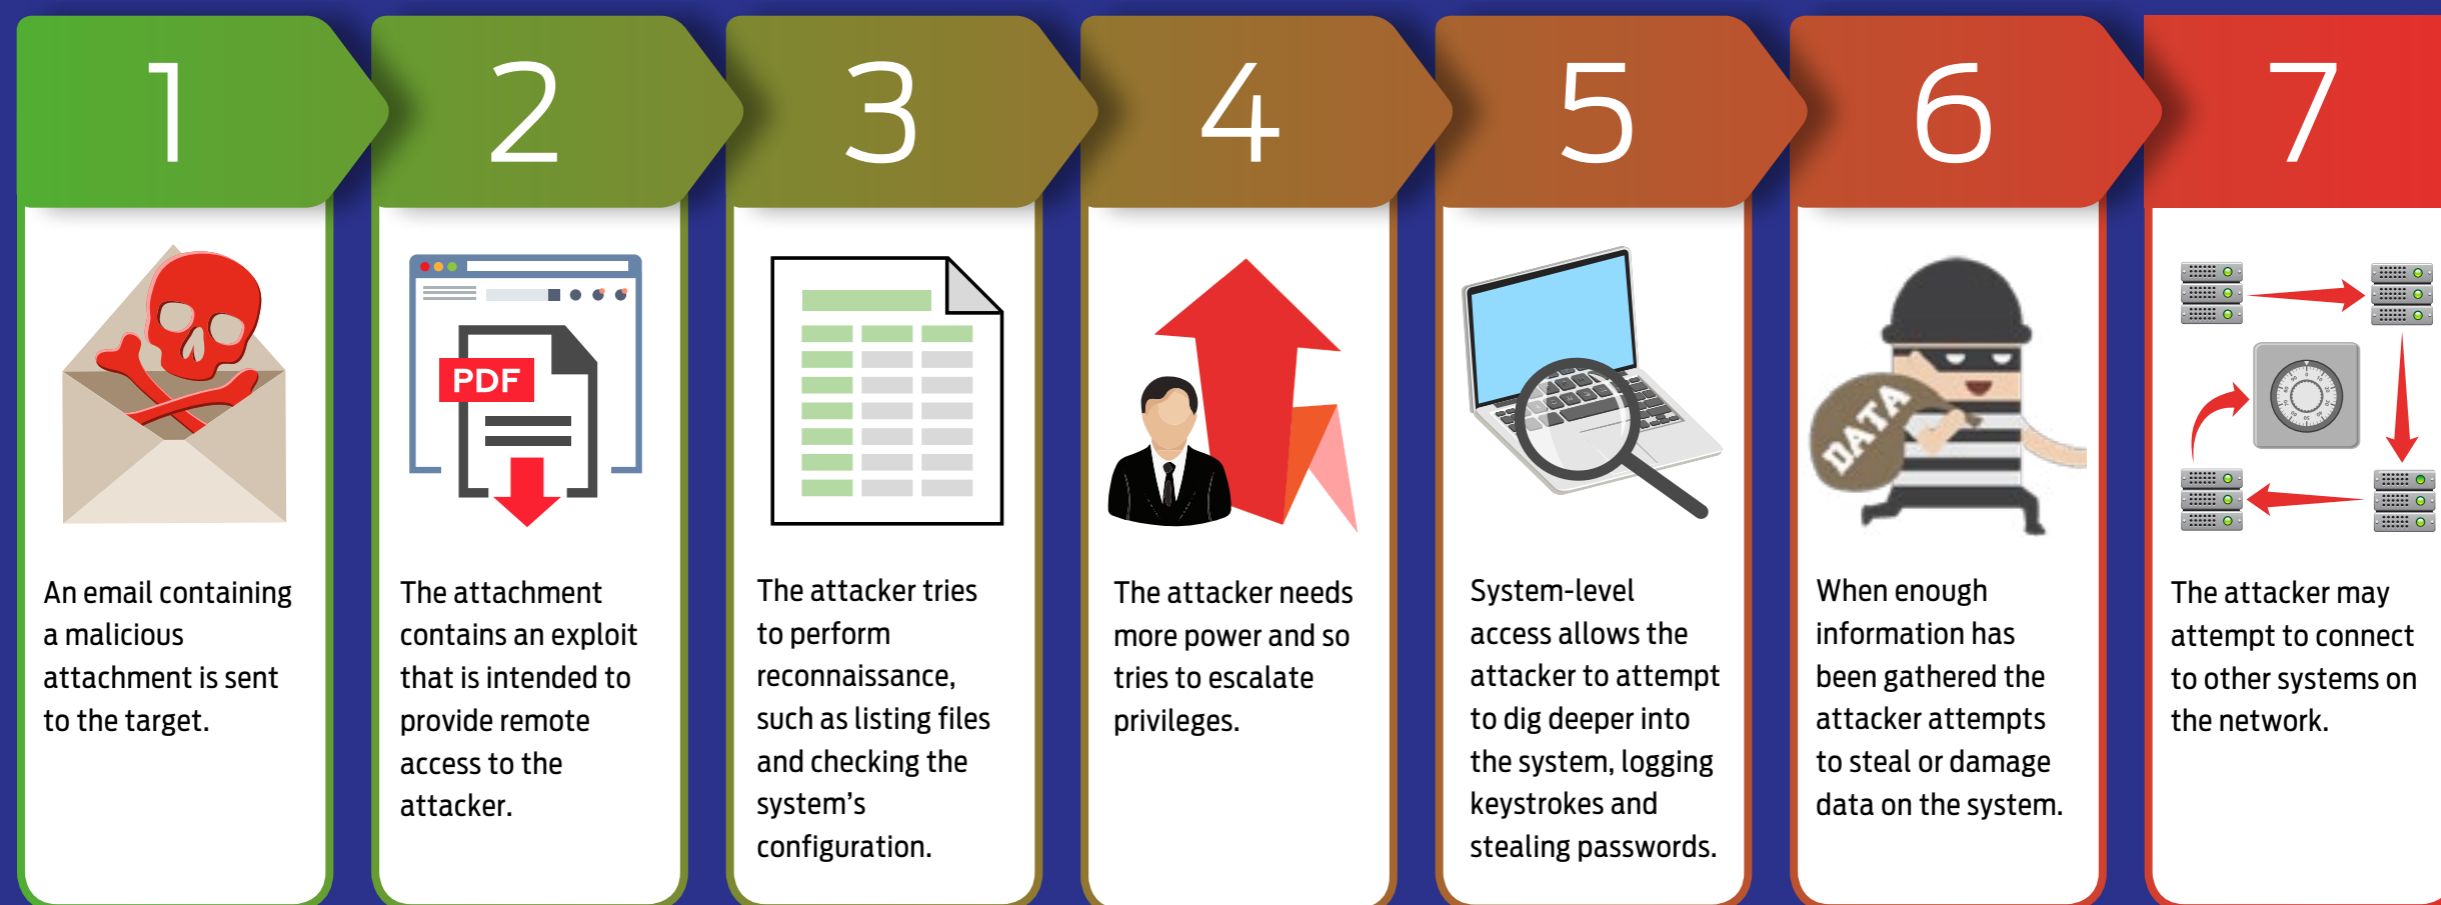 1
2
3
4
5
6
7
PDF
DATA
An email containing
a malicious
attachment is sent
to the target.
The attachment
contains an exploit
that is intended to
provide remote
access to the
attacker.
The attacker tries
to perform
reconnaissance,
such as listing files
and checking the
system’s
configuration.
The attacker needs
more power and so
tries to escalate
privileges.
System-level
access allows the
attacker to attempt
to dig deeper into
the system, logging
keystrokes and
stealing passwords.
When enough
information has
been gathered the
attacker attempts
to steal or damage
data on the system.
The attacker may
attempt to connect
to other systems on
the network.